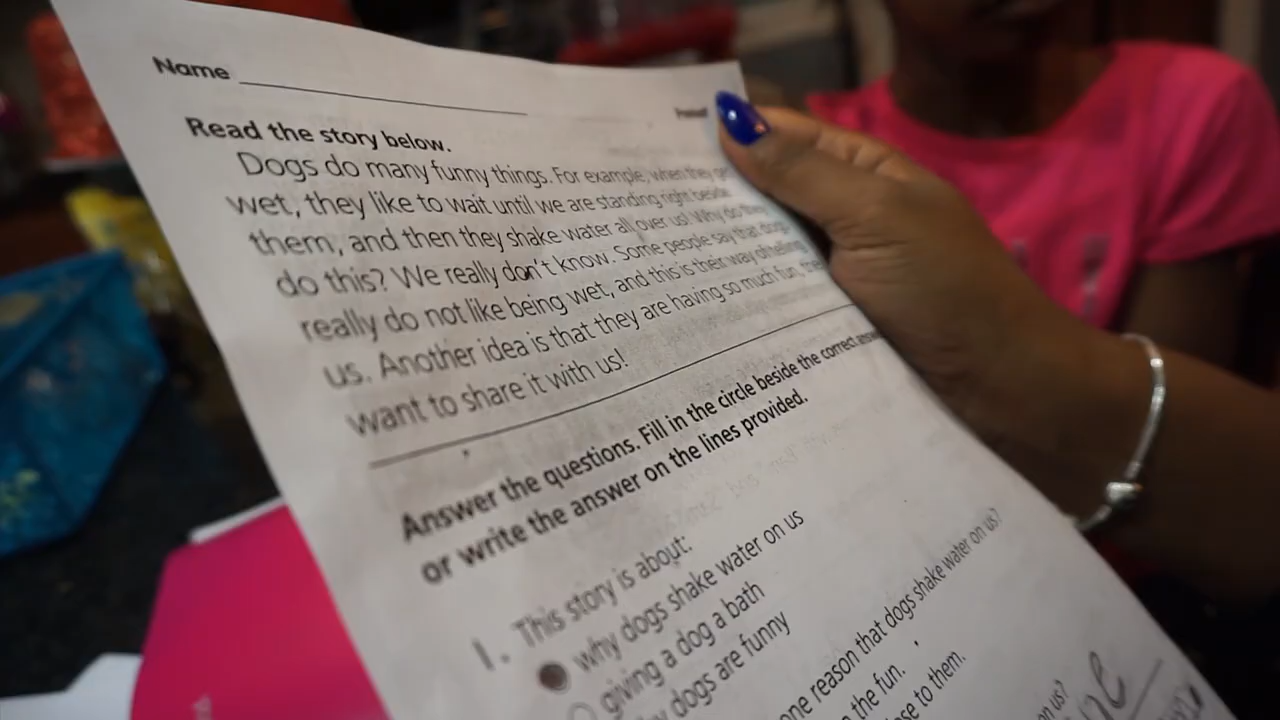 Name
Read the story below.
Dogs do many funny things. For example, when they get
wet, they like to wait until we are standing right beside
them, and then they shake water all over us! Why do they
do this? We really don't know. Some people say that dogs
really do not like being wet, and this is their way of telling
us. Another idea is that they are having so much fun, they
want to share it with us!
Answer the questions. Fill in the circle beside the correct answer
or write the answer on the lines provided.
1. This story is about:
why dogs shake water on us
giving a dog a bath
dogs are funny
one reason that dogs shake water on us?
the fun.
to them.
on us?